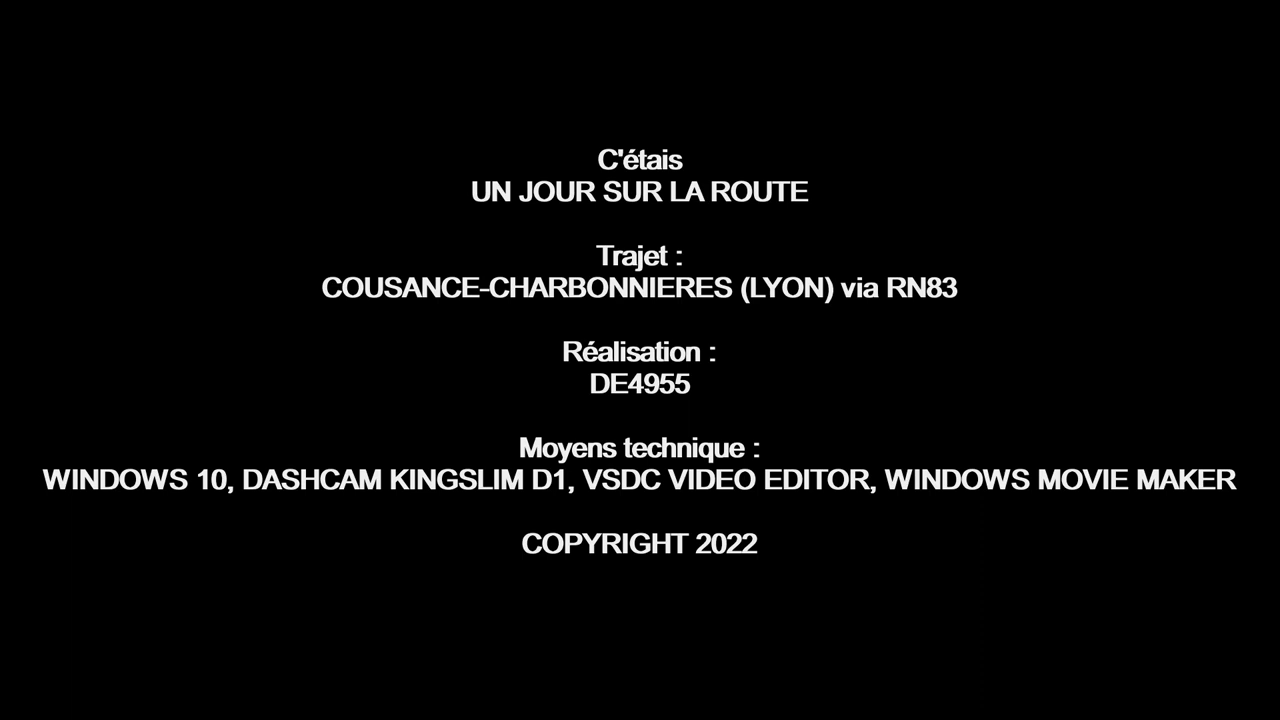 C'étais
UN JOUR SUR LA ROUTE
Trajet :
COUSANCE-CHARBONNIERES (LYON) via RN83
Réalisation :
DE4955
Moyens technique :
WINDOWS 10, DASHCAM KINGSLIM D1, VSDC VIDEO EDITOR, WINDOWS MOVIE MAKER
COPYRIGHT 2022